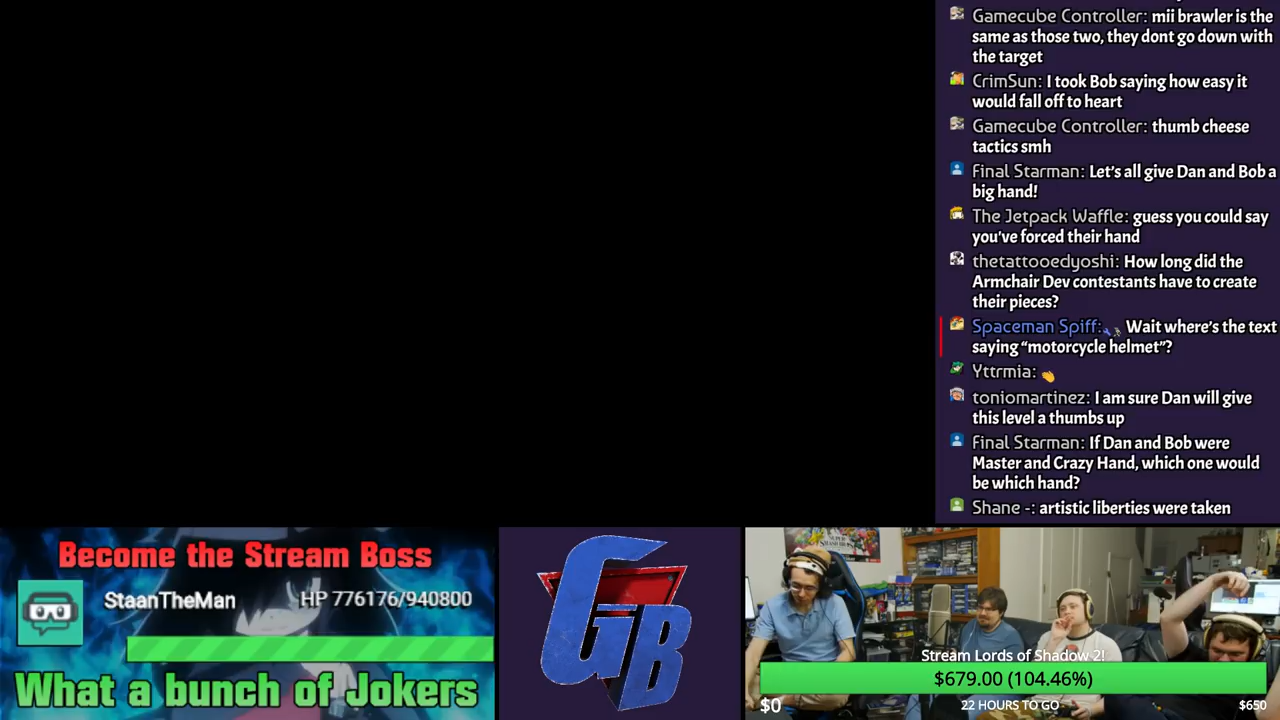 Gamecube Controller: mii brawler is the
same as those two, they dont go down with
the target
CrimSun: I took Bob saying how easy it
would fall off to heart
Gamecube Controller: thumb cheese
tactics smh
Final Starman: Let's all give Dan and Bob a
big hand!
The Jetpack Waffle: guess you could say
you've forced their hand
thetattooedyoshi: How long did the
Armchair Dev contestants have to create
their pieces?
Spaceman Spiff: Wait where's the text
saying “motorcycle helmet”?
Yttrmia:
toniomartinez: I am sure Dan will give
this level a thumbs up
Final Starman: If Dan and Bob were
Master and Crazy Hand, which one would
be which hand?
Shane -: artistic liberties were taken
Become the Stream Boss
StaanTheMan HP 776176/940800
What a bunch of Jokers
GB
Stream Lords of Shadow 2!
$679.00 (104.46%)
$0 22 HOURS TO GO $650